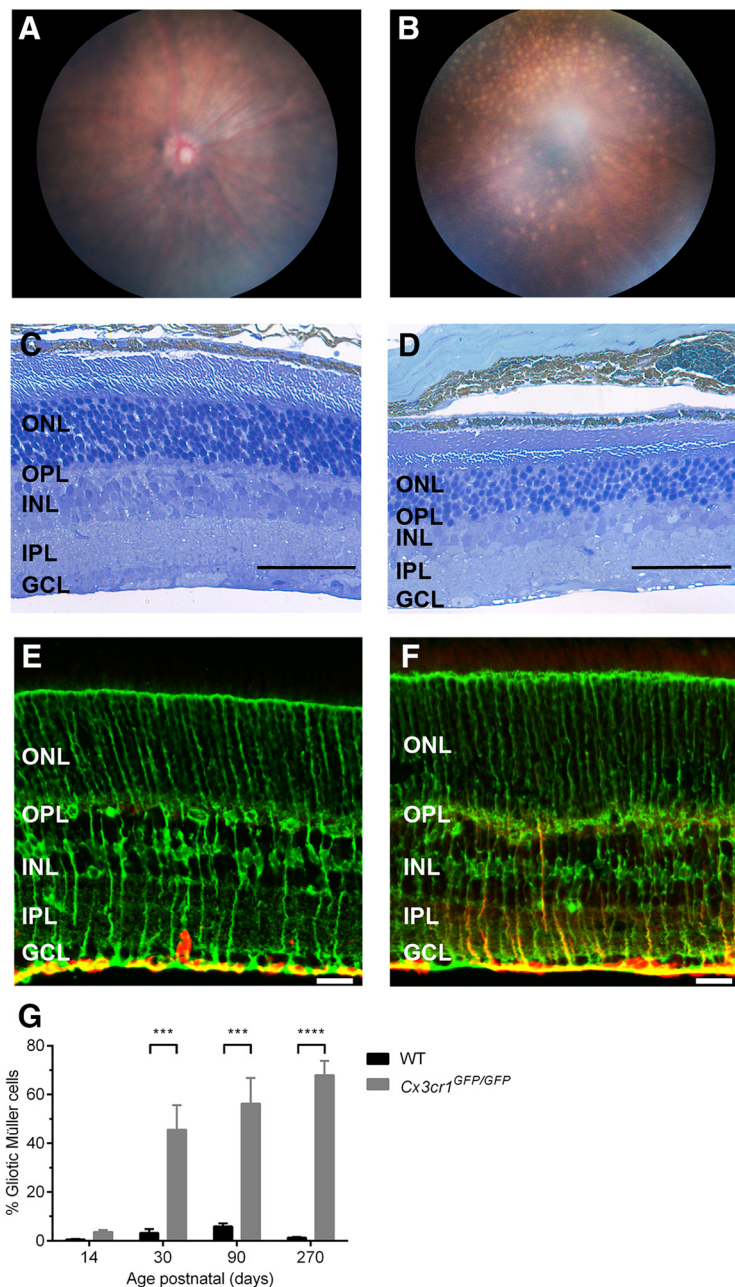 A
B
C
ONL
OPL
INL
IPL
GCL
D
ONL
OPL
INL
IPL
GCL
E
ONL
OPL
INL
IPL
GCL
F
ONL
OPL
INL
IPL
GCL
G
*** *** ****
WT
Cx3cr1GFP/GFP
% Gliotic Müller cells
80
60
40
20
0
14 30 90 270
Age postnatal (days)